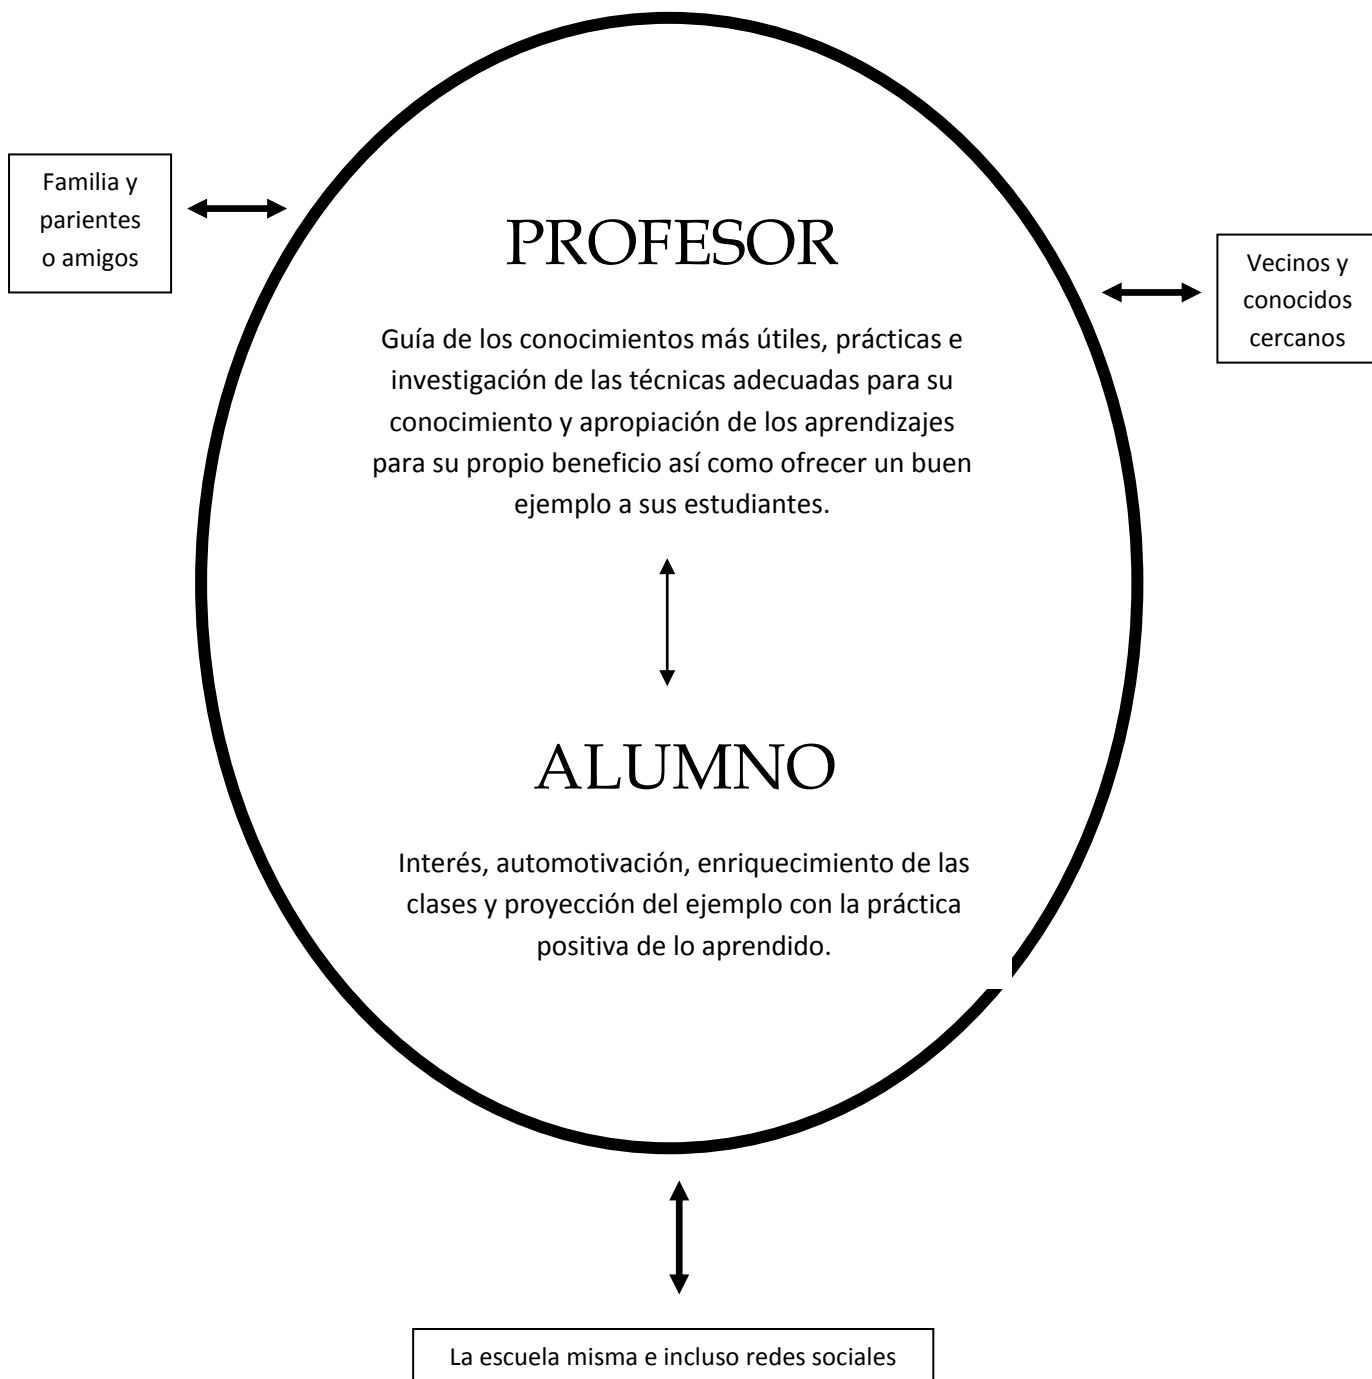 Familia y
parientes
o amigos
PROFESOR
Vecinos y
conocidos
cercanos
Guía de los conocimientos más útiles, prácticas e
investigación de las técnicas adecuadas para su
conocimiento y apropiación de los aprendizajes
para su propio beneficio así como ofrecer un buen
ejemplo a sus estudiantes.
ALUMNO
Interés, automotivación, enriquecimiento de las
clases y proyección del ejemplo con la práctica
positiva de lo aprendido.
La escuela misma e incluso redes sociales